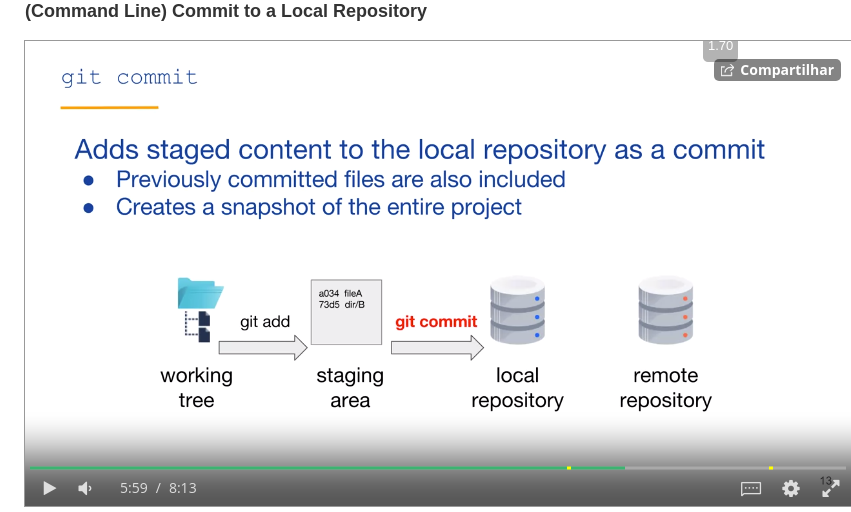 (Command Line) Commit to a Local Repository
1.70
Compartilhar
git commit
Adds staged content to the local repository as a commit
● Previously committed files are also included
● Creates a snapshot of the entire project
a034 fileA
73d5 dir/B
git add
git commit
working
tree
staging
area
local
repository
remote
repository
5:59 / 8:13
13